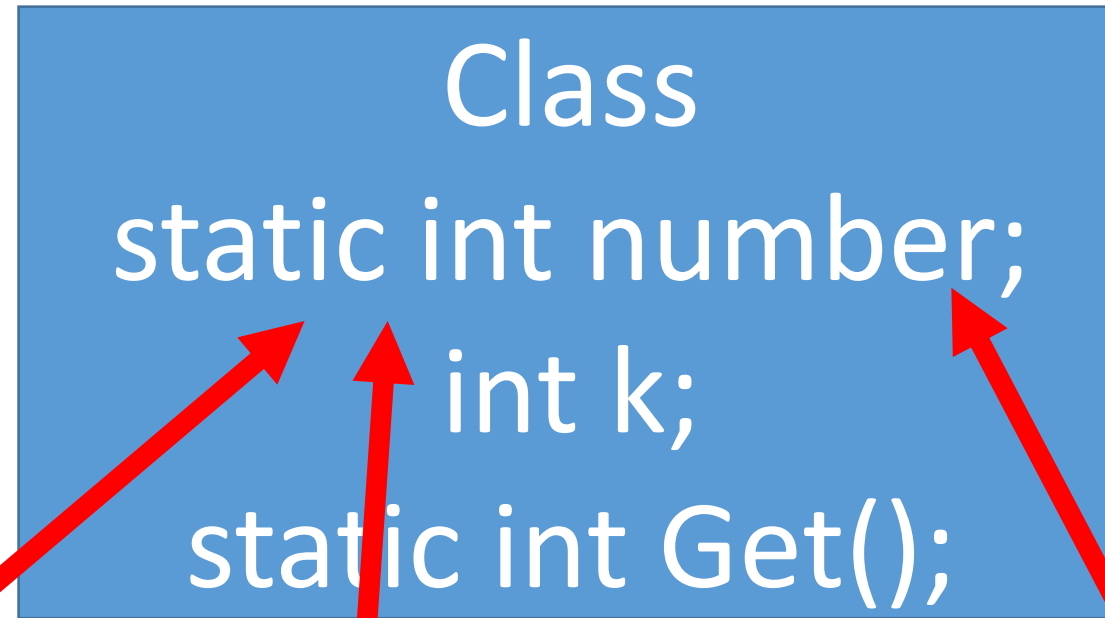 Class
static int number;
int k;
static int Get();